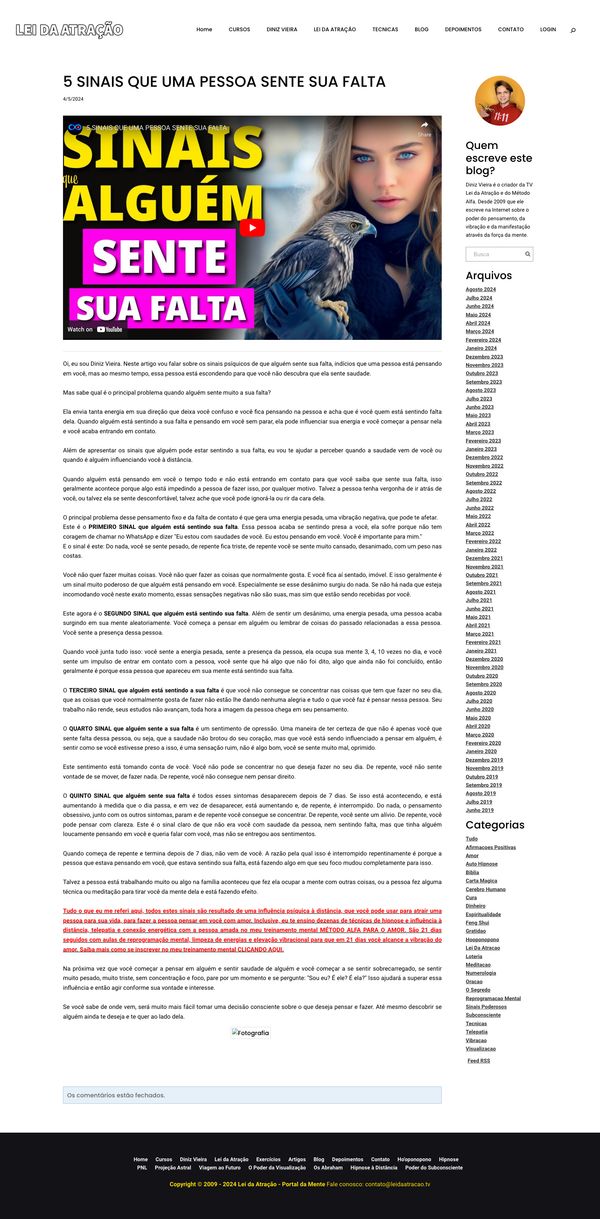 LEI DA ATRAÇÃO
Home CURSOS DINIZ VIEIRA LEI DA ATRAÇÃO TECNICAS BLOG DEPOIMENTOS CONTATO LOGIN
5 SINAIS QUE UMA PESSOA SENTE SUA FALTA
4/5/2024
5 SINAIS QUE UMA PESSOA SENTE SUA FALTA
Share
SINAIS
que
ALGUÉM
SENTE
SUA FALTA
Watch on YouTube
Oi, eu sou Diniz Vieira. Neste artigo vou falar sobre os sinais psíquicos de que alguém sente sua falta, indícios que uma pessoa está pensando
em você, mas ao mesmo tempo, essa pessoa está escondendo para que você não descubra que ela sente saudade.
Mas sabe qual é o principal problema quando alguém sente muito a sua falta?
Ela envia tanta energia em sua direção que deixa você confuso e você fica pensando na pessoa e acha que é você quem está sentindo falta
dela. Quando alguém está sentindo a sua falta e pensando em você sem parar, ela pode influenciar sua energia e você começar a pensar nela
e você acaba entrando em contato.
Além de apresentar os sinais que alguém pode estar sentindo a sua falta, eu vou te ajudar a perceber quando a saudade vem de você ou
quando é alguém influenciando você à distância.
Quando alguém está pensando em você o tempo todo e não está entrando em contato para que você saiba que sente sua falta, isso
geralmente acontece porque algo está impedindo a pessoa de fazer isso, por qualquer motivo. Talvez a pessoa tenha vergonha de ir atrás de
você, ou talvez ela se sente desconfortável, talvez ache que você pode ignorá-la ou rir da cara dela.
O principal problema desse pensamento fixo e da falta de contato é que gera uma energia pesada, uma vibração negativa, que pode te afetar.
Este é o PRIMEIRO SINAL que alguém está sentindo sua falta. Essa pessoa acaba se sentindo presa a você, ela sofre porque não tem
coragem de chamar no WhatsApp e dizer "Eu estou com saudades de você. Eu estou pensando em você. Você é importante para mim."
E o sinal é este: Do nada, você se sente pesado, de repente fica triste, de repente você se sente muito cansado, desanimado, com um peso nas
costas.
Você não quer fazer muitas coisas. Você não quer fazer as coisas que normalmente gosta. E você fica aí sentado, imóvel. E isso geralmente é
um sinal muito poderoso de que alguém está pensando em você. Especialmente se esse desânimo surgiu do nada. Se não há nada que esteja
incomodando você neste exato momento, essas sensações negativas não são suas, mas sim que estão sendo recebidas por você.
Este agora é o SEGUNDO SINAL que alguém está sentindo sua falta. Além de sentir um desânimo, uma energia pesada, uma pessoa acaba
surgindo em sua mente aleatoriamente. Você começa a pensar em alguém ou lembrar de coisas do passado relacionadas a essa pessoa.
Você sente a presença dessa pessoa.
Quando você junta tudo isso: você sente a energia pesada, sente a presença da pessoa, ela ocupa sua mente 3, 4, 10 vezes no dia, e você
sente um impulso de entrar em contato com a pessoa, você sente que há algo que não foi dito, algo que ainda não foi concluído, então
geralmente é porque essa pessoa que apareceu em sua mente está sentindo sua falta.
O TERCEIRO SINAL que alguém está sentindo a sua falta é que você não consegue se concentrar nas coisas que tem que fazer no seu dia,
que as coisas que você normalmente gosta de fazer não estão lhe dando nenhuma alegria e tudo o que você faz é pensar nessa pessoa. Seu
trabalho não rende, seus estudos não avançam, toda hora a imagem da pessoa chega em seu pensamento.
O QUARTO SINAL que alguém sente a sua falta é um sentimento de opressão. Uma maneira de ter certeza de que não é apenas você que
sente falta dessa pessoa, ou seja, que a saudade não brotou do seu coração, mas que você está sendo influenciado a pensar em alguém, é
sentir como se você estivesse preso a isso, é uma sensação ruim, não é algo bom, você se sente muito mal, oprimido.
Este sentimento está tomando conta de você. Você não pode se concentrar no que deseja fazer no seu dia. De repente, você não sente
vontade de se mover, de fazer nada. De repente, você não consegue nem pensar direito.
O QUINTO SINAL que alguém sente sua falta é todos esses sintomas desaparecem depois de 7 dias. Se isso está acontecendo, e está
aumentando à medida que o dia passa, e em vez de desaparecer, está aumentando e, de repente, é interrompido. Do nada, o pensamento
obsessivo, junto com os outros sintomas, param e de repente você consegue se concentrar. De repente, você sente um alívio. De repente, você
pode pensar com clareza. Este é o sinal claro de que não era você com saudade da pessoa, nem sentindo falta, mas que tinha alguém
loucamente pensando em você e queria falar com você, mas não se entregou aos sentimentos.
Quando começa de repente e termina depois de 7 dias, não vem de você. A razão pela qual isso é interrompido repentinamente é porque a
pessoa que estava pensando em você, que estava sentindo sua falta, está fazendo algo em que seu foco mudou completamente para isso.
Talvez a pessoa está trabalhando muito ou algo na família aconteceu que fez ela ocupar a mente com outras coisas, ou a pessoa fez alguma
técnica ou meditação para tirar você da mente dela e está fazendo efeito.
Tudo o que eu me referi aqui, todos estes sinais são resultado de uma influência psíquica à distância, que você pode usar para atrair uma
pessoa para sua vida, para fazer a pessoa pensar em você com amor. Inclusive, eu te ensino dezenas de técnicas de hipnose e influência à
distância, telepatia e conexão energética com a pessoa amada no meu treinamento mental MÉTODO ALFA PARA O AMOR. São 21 dias
seguidos com aulas de reprogramação mental, limpeza de energias e elevação vibracional para que em 21 dias você alcance a vibração do
amor. Saiba mais como se inscrever no meu treinamento mental CLICANDO AQUI.
Na próxima vez que você começar a pensar em alguém e sentir saudade de alguém e você começar a se sentir sobrecarregado, se sentir
muito pesado, muito triste, sem concentração e foco, pare por um momento e se pergunte: "Sou eu? É ele? É ela?" Isso ajudará a superar essa
influência e então agir conforme sua vontade e interesse.
Se você sabe de onde vem, será muito mais fácil tomar uma decisão consciente sobre o que deseja pensar e fazer. Até mesmo descobrir se
alguém ainda te deseja e te quer ao lado dela.
Fotografia
Os comentários estão fechados.
11:11
Quem
escreve este
blog?
Diniz Vieira é o criador da TV
Lei da Atração e do Método
Alfa. Desde 2009 que ele
escreve na Internet sobre o
poder do pensamento, da
vibração e da manifestação
através da força da mente.
Busca
Arquivos
Agosto 2024
Julho 2024
Junho 2024
Maio 2024
Abril 2024
Março 2024
Fevereiro 2024
Janeiro 2024
Dezembro 2023
Novembro 2023
Outubro 2023
Setembro 2023
Agosto 2023
Julho 2023
Junho 2023
Maio 2023
Abril 2023
Março 2023
Fevereiro 2023
Janeiro 2023
Dezembro 2022
Novembro 2022
Outubro 2022
Setembro 2022
Agosto 2022
Julho 2022
Junho 2022
Maio 2022
Abril 2022
Março 2022
Fevereiro 2022
Janeiro 2022
Dezembro 2021
Novembro 2021
Outubro 2021
Setembro 2021
Agosto 2021
Julho 2021
Junho 2021
Maio 2021
Abril 2021
Março 2021
Fevereiro 2021
Janeiro 2021
Dezembro 2020
Novembro 2020
Outubro 2020
Setembro 2020
Agosto 2020
Julho 2020
Junho 2020
Maio 2020
Abril 2020
Março 2020
Fevereiro 2020
Janeiro 2020
Dezembro 2019
Novembro 2019
Outubro 2019
Setembro 2019
Agosto 2019
Julho 2019
Junho 2019
Categorias
Tudo
Afirmacoes Positivas
Amor
Auto Hipnose
Bíblia
Carta Magica
Cerebro Humano
Cura
Dinheiro
Espiritualidade
Feng Shui
Gratidao
Hooponopono
Lei Da Atracao
Loteria
Meditacao
Numerologia
Oracao
O Segredo
Reprogramacao Mental
Sinais Poderosos
Subconsciente
Tecnicas
Telepatia
Vibracao
Visualizacao
Feed RSS
Home Cursos Diniz Vieira Lei da Atração Exercícios Artigos Blog Depoimentos Contato Ho'oponopono Hipnose
PNL Projeção Astral Viagem ao Futuro O Poder da Visualização Os Abraham Hipnose à Distância Poder do Subconsciente
Copyright © 2009 - 2024 Lei da Atração - Portal da Mente Fale conosco: contato@leidaatracao.tv